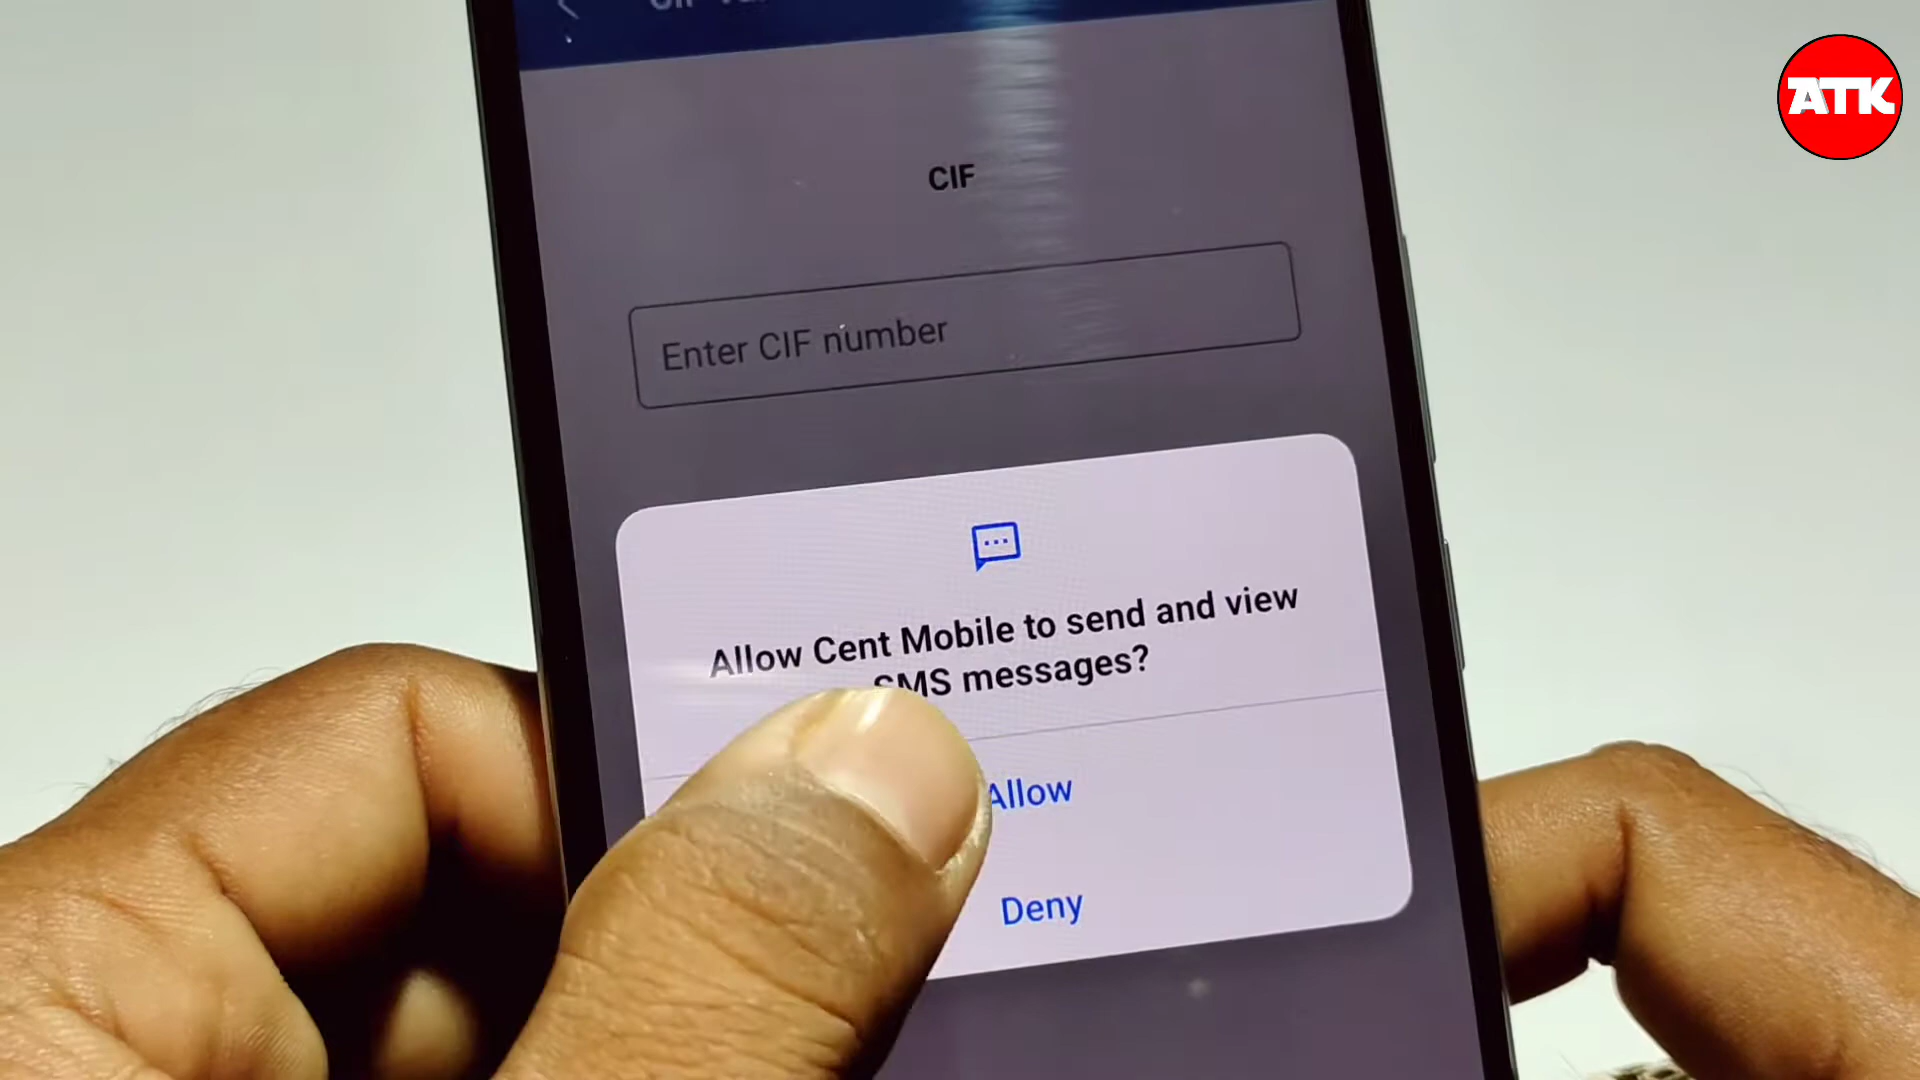 ATK
CIF
Enter CIF number
Allow Cent Mobile to send and view
SMS messages?
Allow
Deny